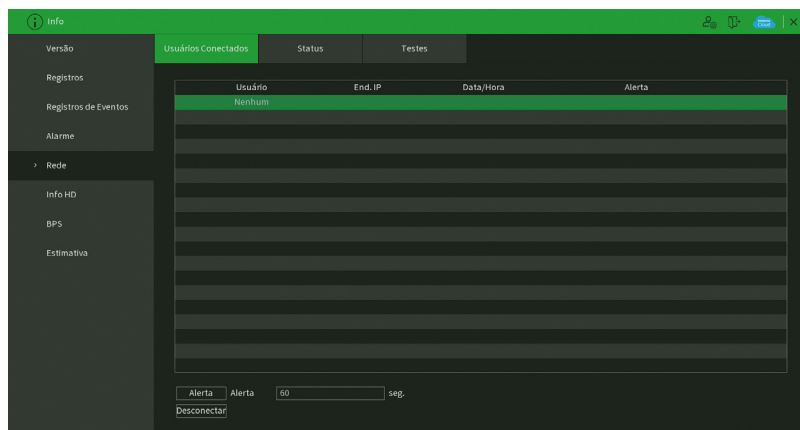 Info
Versão
Registros
Registros de Eventos
Alarme
Rede
Info HD
BPS
Estimativa
Usuários Conectados Status Testes
Usuário End. IP Data/Hora Alerta
Nenhum
Alerta Alerta 60 seg.
Desconectar